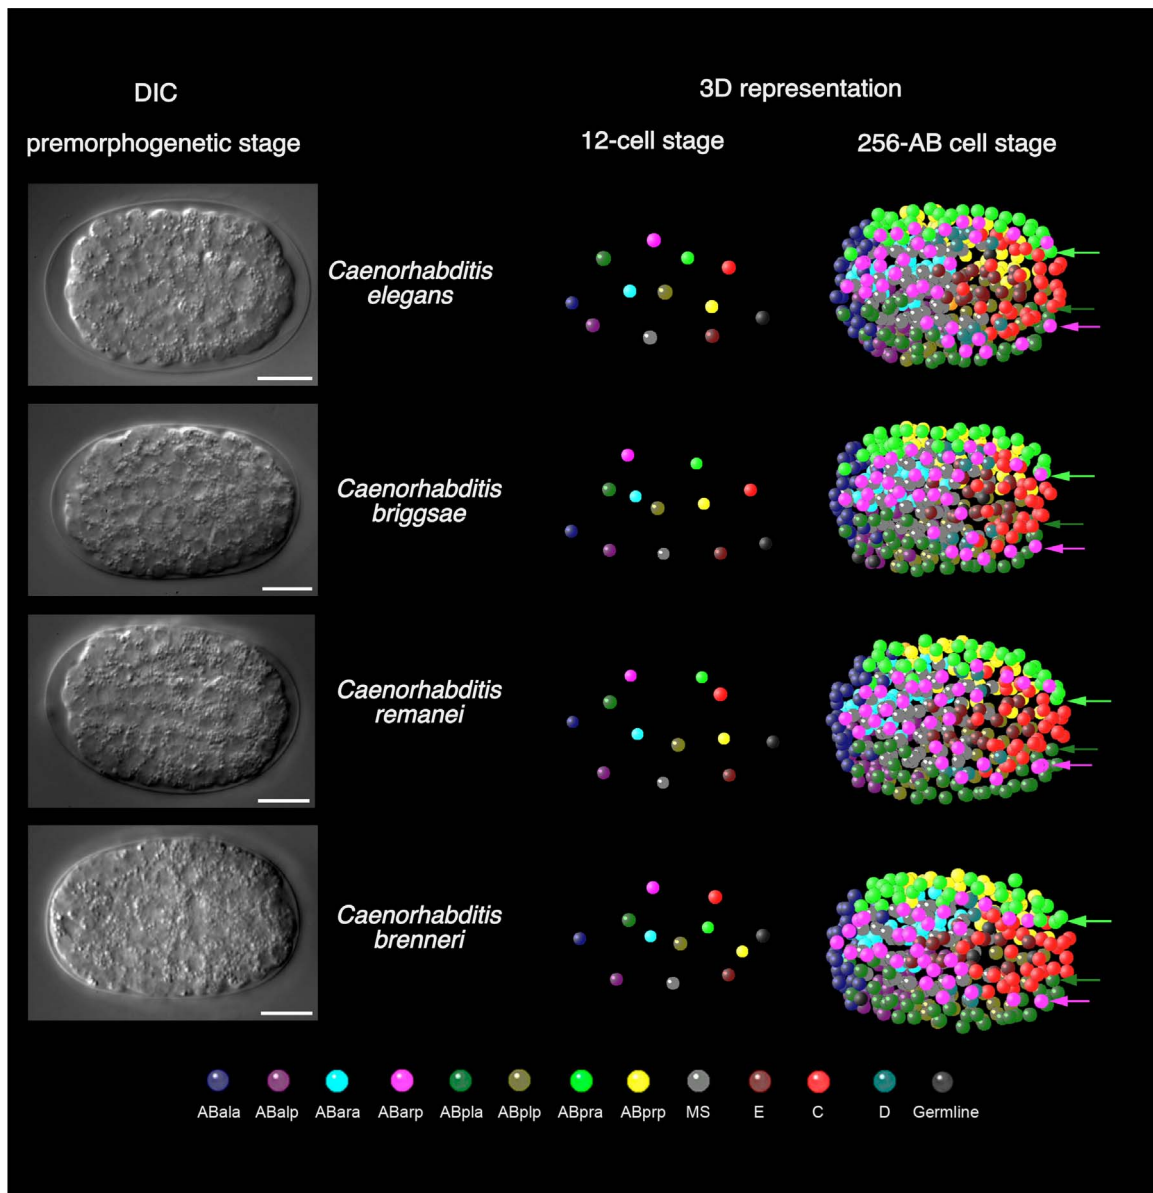 DIC
3D representation
premorphogenetic stage
12-cell stage
256-AB cell stage
Caenorhabditis
elegans
Caenorhabditis
briggsae
Caenorhabditis
remanei
Caenorhabditis
brenneri
ABala ABalp ABara ABarp ABpla ABplp ABpra ABprp MS E C D Germline